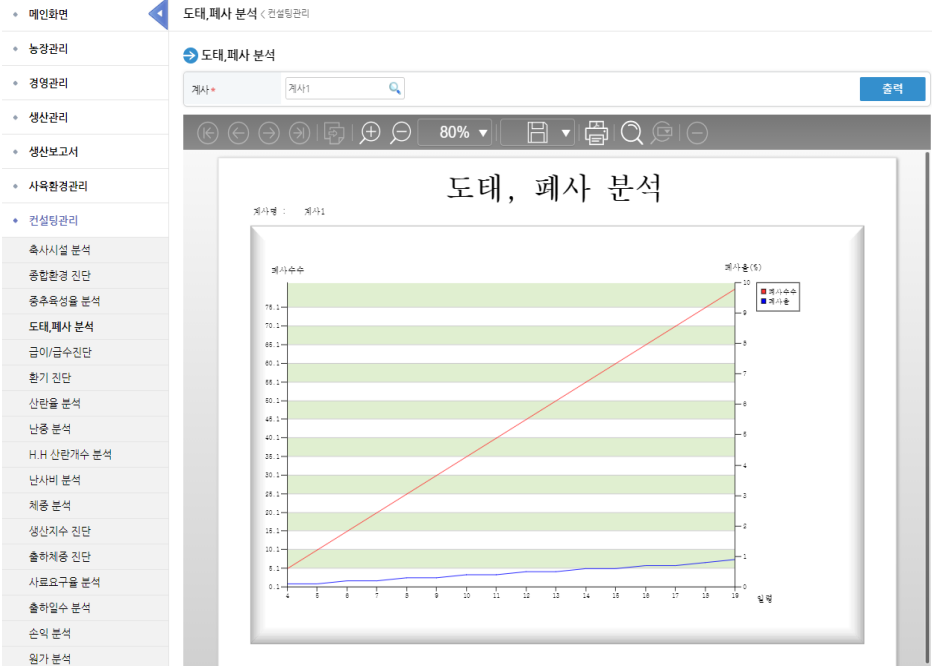 메인화면
농장관리
경영관리
생산관리
생산보고서
사육환경관리
컨설팅관리
축사시설 분석
종합환경 진단
중추육성율 분석
도태,폐사 분석
급이/급수진단
환기 진단
산란율 분석
난중 분석
H.H 산란개수 분석
난사비 분석
체중 분석
생산지수 진단
출하체중 진단
사료요구율 분석
출하일수 분석
손익 분석
원가 분석
도태,폐사 분석 < 컨설팅관리
도태,폐사 분석
계사* 계사1 출력
80%
도태, 폐사 분석
계사명 : 계사1
폐사수수
폐사율(%)
75.1
70.1
65.1
60.1
55.1
50.1
45.1
40.1
35.1
30.1
25.1
20.1
15.1
10.1
5.1
0.1
10
9
8
7
6
5
4
3
2
1
0
폐사수수
폐사율
4 5 6 7 8 9 10 11 12 13 14 15 16 17 18 19 일령